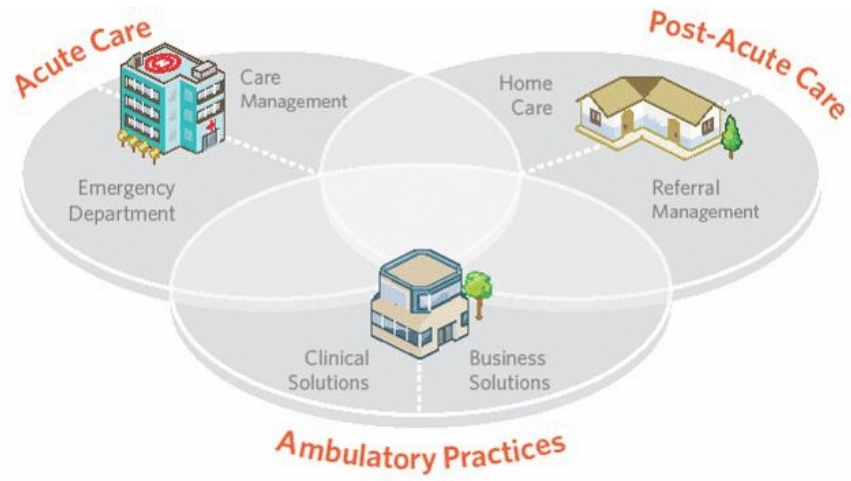 Acute Care
Post-Acute Care
Care
Management
Home
Care
Emergency
Department
Referral
Management
Clinical
Solutions
Business
Solutions
Ambulatory Practices